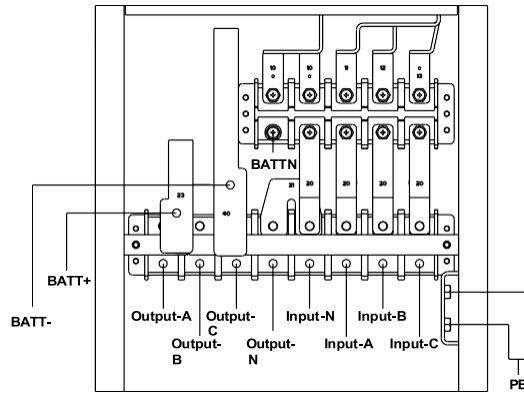 10 10 11 12 13
BATTN
23 40 21 20 20 20 20
BATT+
BATT-
Output-A
Output-B
Output-C
Output-N
Input-N
Input-A
Input-B
Input-C
PE